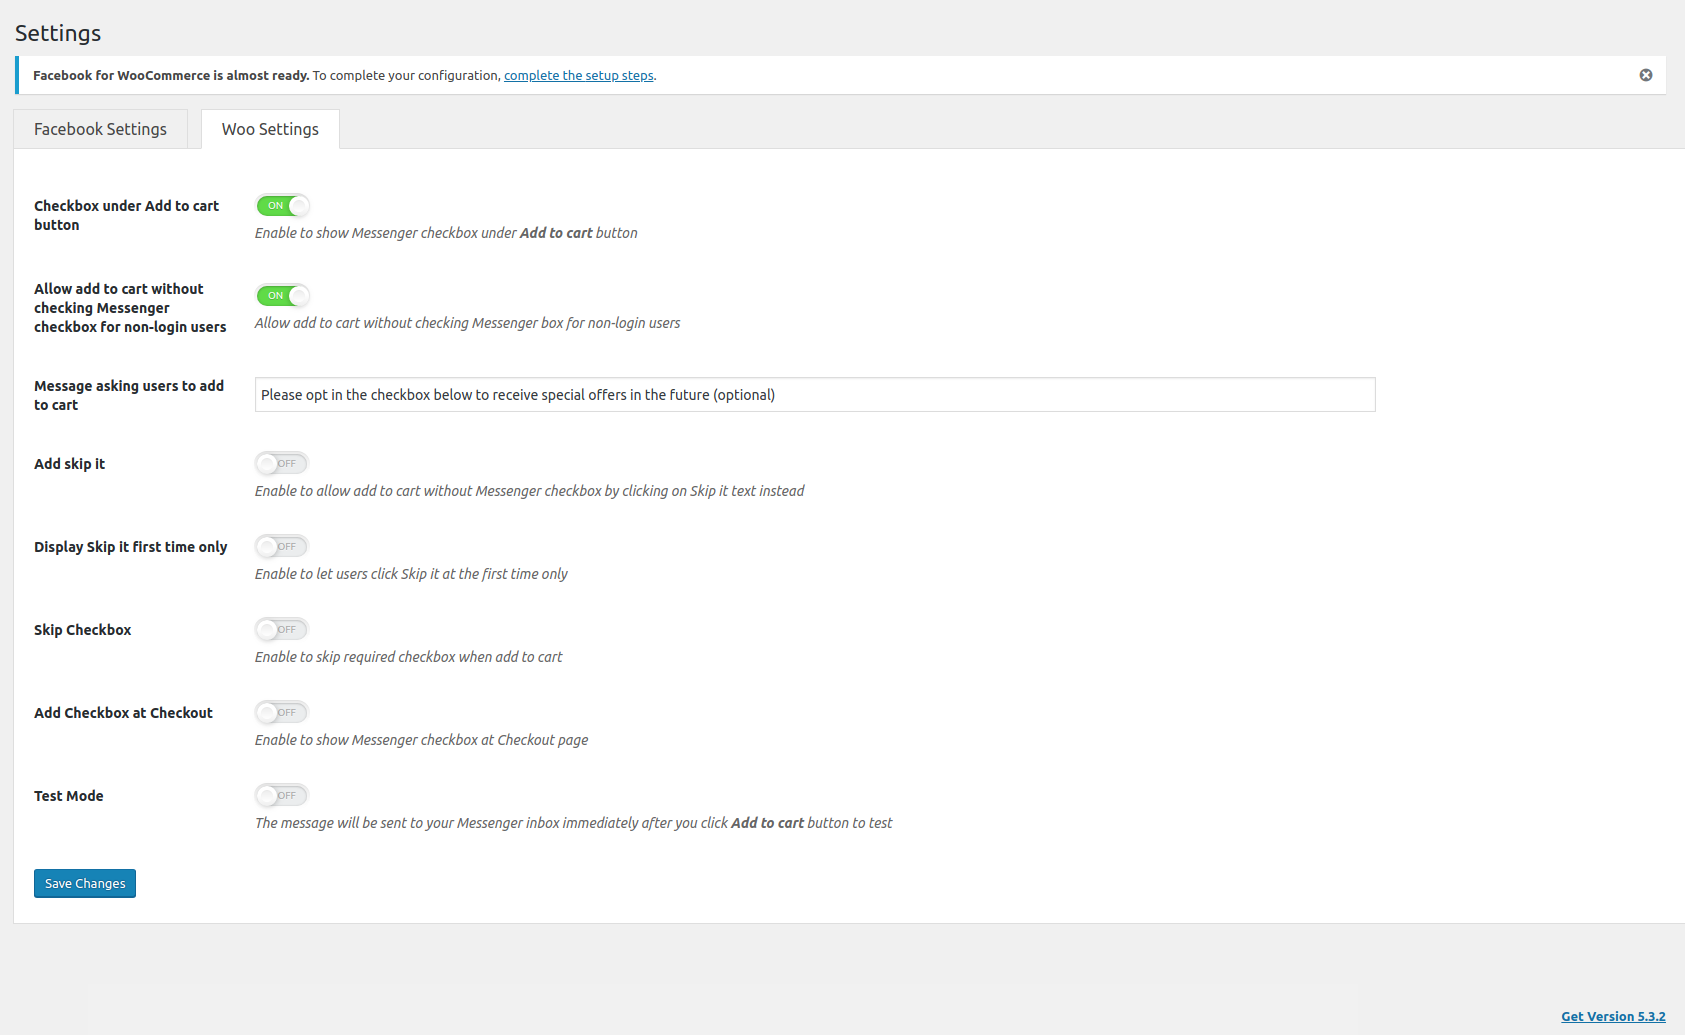 Settings
Facebook for WooCommerce is almost ready. To complete your configuration, complete the setup steps.
Facebook Settings
Woo Settings
Checkbox under Add to cart
button
ON
Enable to show Messenger checkbox under Add to cart button
Allow add to cart without
checking Messenger
checkbox for non-login users
ON
Allow add to cart without checking Messenger box for non-login users
Message asking users to add
to cart
Please opt in the checkbox below to receive special offers in the future (optional)
Add skip it
OFF
Enable to allow add to cart without Messenger checkbox by clicking on Skip it text instead
Display Skip it first time only
OFF
Enable to let users click Skip it at the first time only
Skip Checkbox
OFF
Enable to skip required checkbox when add to cart
Add Checkbox at Checkout
OFF
Enable to show Messenger checkbox at Checkout page
Test Mode
OFF
The message will be sent to your Messenger inbox immediately after you click Add to cart button to test
Save Changes
Get Version 5.3.2